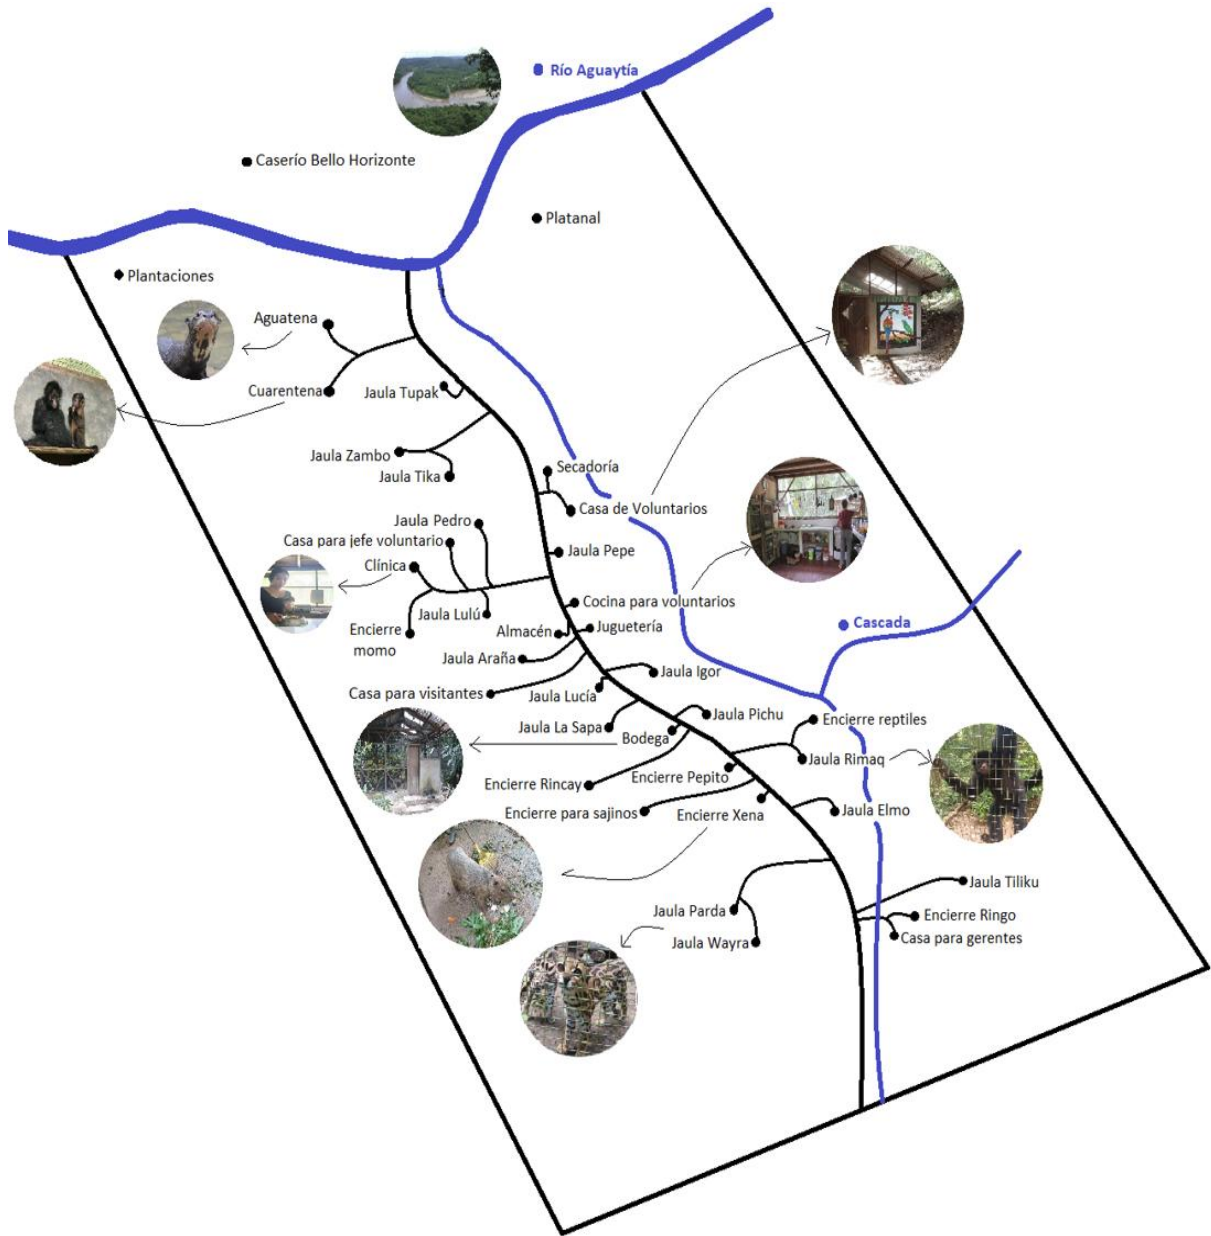 Río Aguaytía
Caserío Bello Horizonte
Platanal
Plantaciones
Aguatena
Cuarentena
Jaula Tupak
Jaula Zambo
Jaula Tika
Secadoría
Casa de Voluntarios
Jaula Pedro
Casa para jefe voluntario
Jaula Pepe
Clínica
Cocina para voluntarios
Jaula Lulú
Encierre
momo
Almacén
Juguetería
Cascada
Jaula Araña
Jaula Igor
Casa para visitantes
Jaula Lucía
Jaula Pichu
Encierre reptiles
Jaula La Sapa
Bodega
Jaula Rimaq
Encierre Pepito
Encierre Rincay
Encierre para sajinos
Encierre Xena
Jaula Elmo
Jaula Tiliku
Jaula Parda
Encierre Ringo
Casa para gerentes
Jaula Wayra